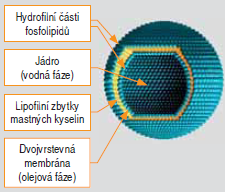 Hydrofilní části
fosfolipidů
Jádro
(vodná fáze)
Lipofilní zbytky
mastných kyselin
Dvojvrstevná
membrána
(olejová fáze)